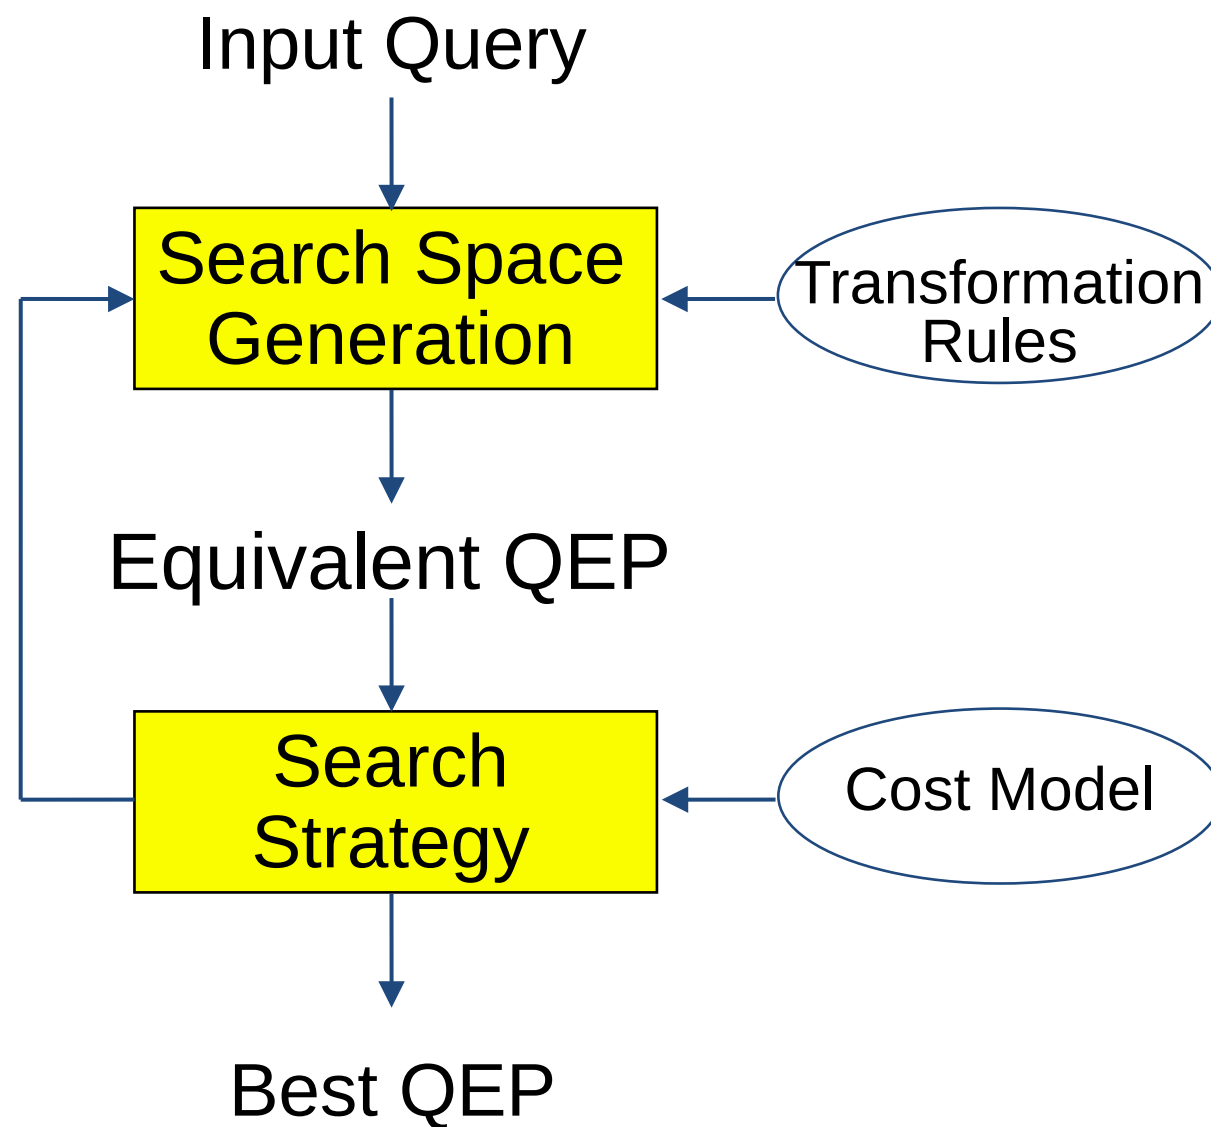 Input Query
Search Space
Generation
Transformation
Rules
Equivalent QEP
Search
Strategy
Cost Model
Best QEP